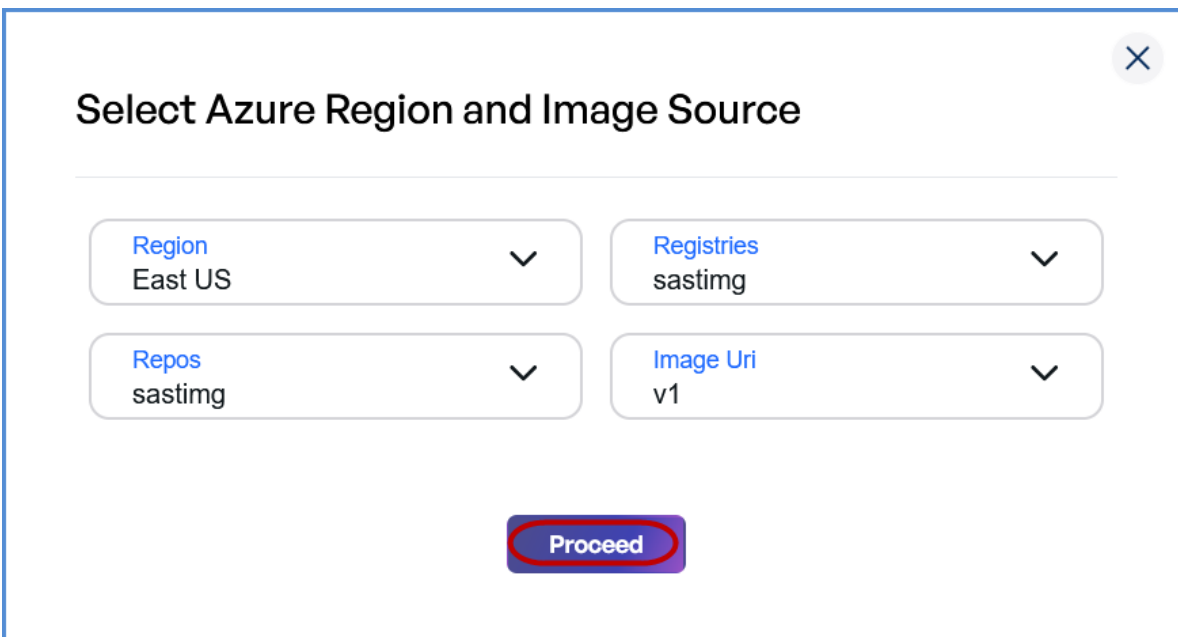 Select Azure Region and Image Source
Region
East US
Registries
sastimg
Repos
sastimg
Image Uri
v1
Proceed